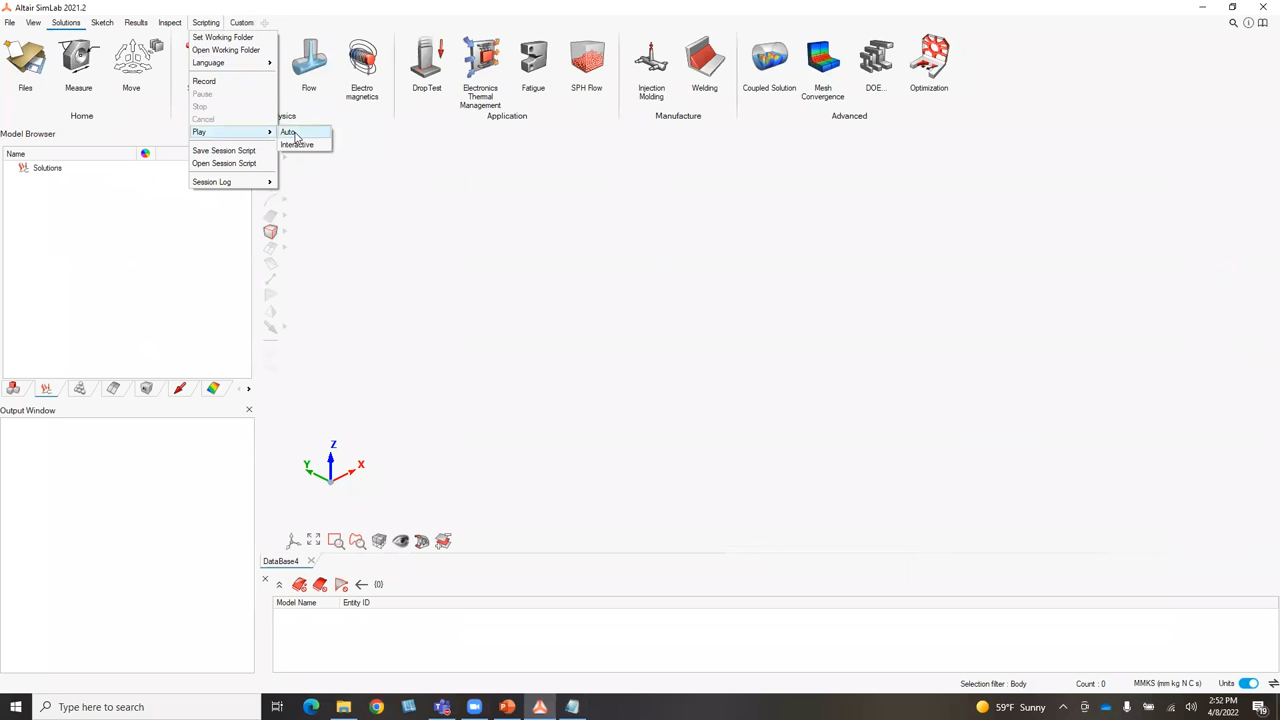 Altair SimLab 2021.2
File View Solutions Sketch Results Inspect Scripting Custom
Set Working Folder
Open Working Folder
Language
Record
Pause
Stop
Cancel
Play
Auto
Interactive
Save Session Script
Open Session Script
Session Log
Files
Measure
Move
Flow
Electro
magnetics
Drop Test
Electronics
Thermal
Management
Fatigue
SPH Flow
Injection
Molding
Welding
Coupled Solution
Mesh
Convergence
DOE...
Optimization
Home
Application
Manufacture
Advanced
Model Browser
Name
Solutions
Output Window
Z
Y
X
DataBase4
{0}
Model Name Entity ID
Selection filter : Body Count : 0 MMKS (mm kg N C s) Units
Type here to search
59°F Sunny
2:52 PM
4/8/2022